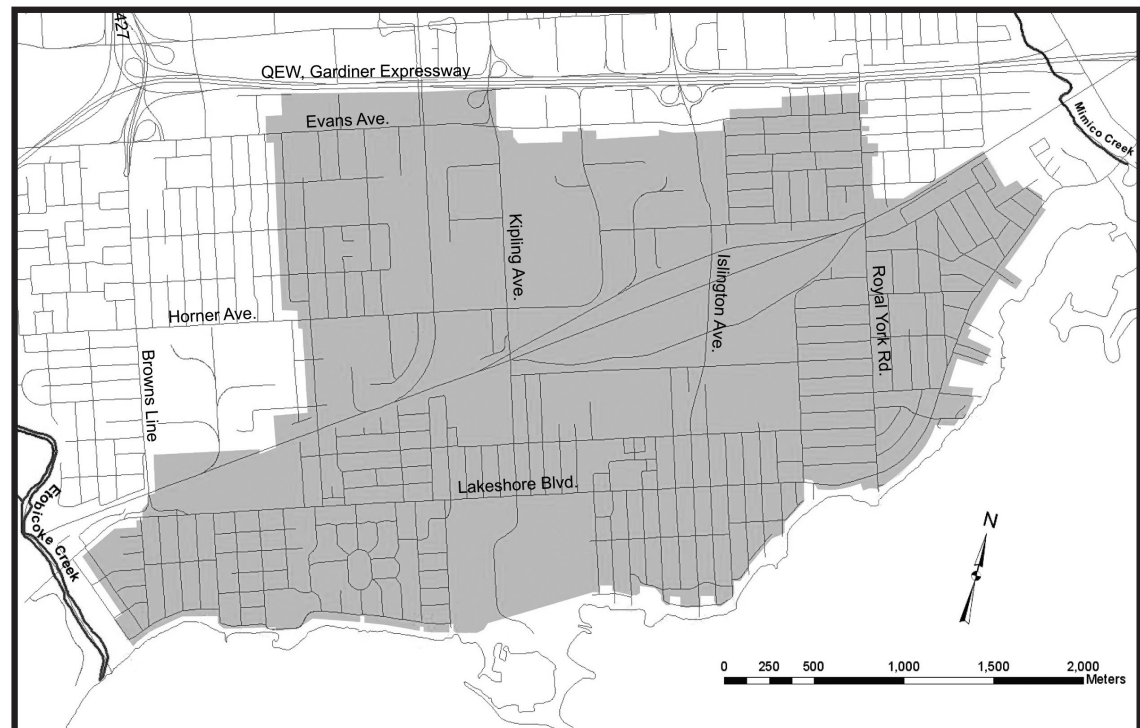 427
QEW, Gardiner Expressway
Evans Ave.
Mimico Creek
Kipling Ave.
Islington Ave.
Royal York Rd.
Horner Ave.
Browns Line
Lakeshore Blvd.
Etobicoke Creek
N
0 250 500 1,000 1,500 2,000
Meters